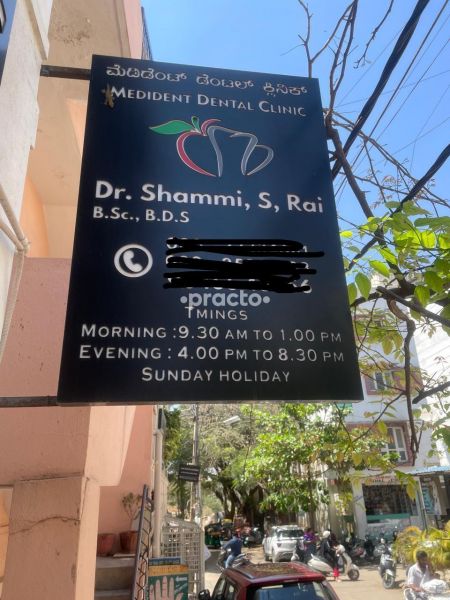 ಮೆಡಿಡೆಂಟ್ ಡೆಂಟಲ್ ಕ್ಲಿನಿಕ್
MEDIDENT DENTAL CLINIC
Dr. Shammi, S, Rai
B.Sc., B.D.S
•practo•
TMINGS
MORNING :9.30 AM TO 1.00 PM
EVENING : 4.00 PM TO 8.30 PM
SUNDAY HOLIDAY